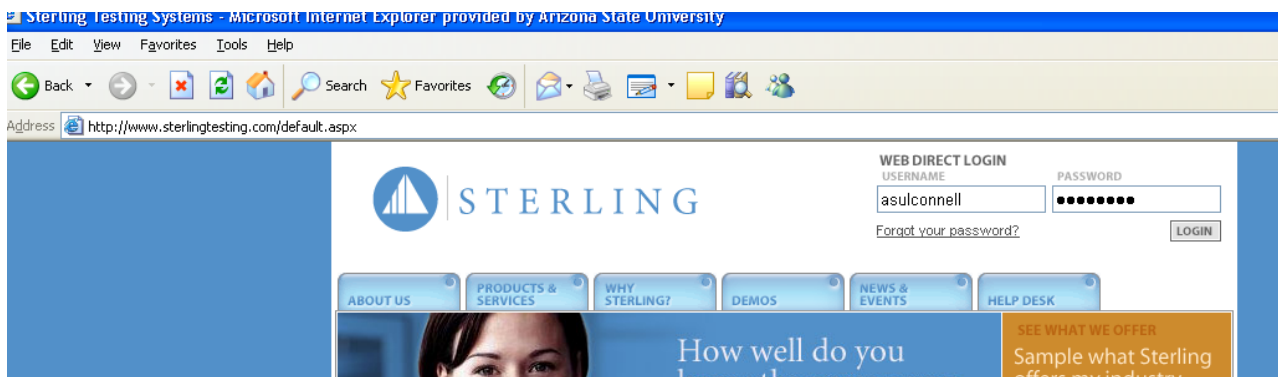 Sterling Testing Systems - Microsoft Internet Explorer provided by Arizona State University
File Edit View Favorites Tools Help
Back Search Favorites
Address http://www.sterlingtesting.com/default.aspx
WEB DIRECT LOGIN
USERNAME PASSWORD
asulconnell ●●●●●●●●
Forgot your password? LOGIN
STERLING
ABOUT US
PRODUCTS &
SERVICES
WHY
STERLING?
DEMOS
NEWS &
EVENTS
HELP DESK
How well do you
SEE WHAT WE OFFER
Sample what Sterling
offers my industry